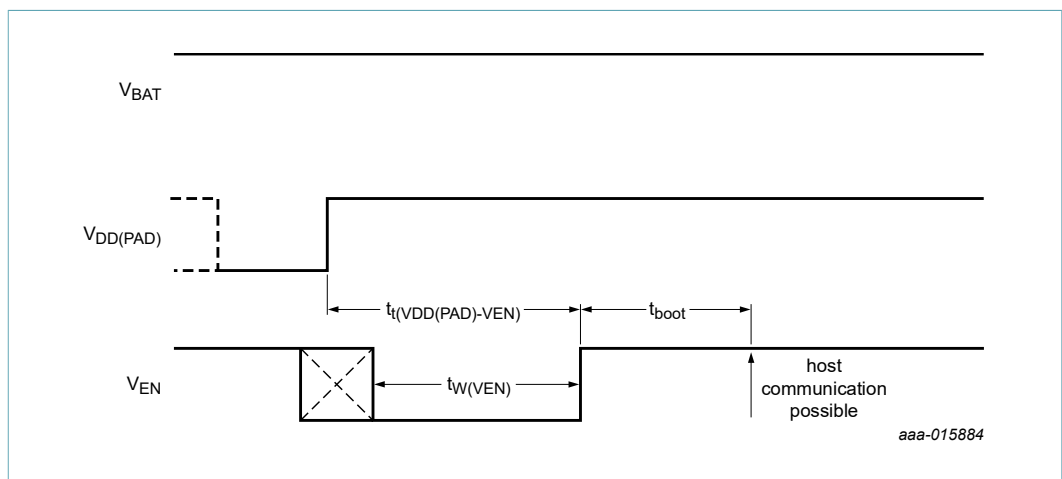 VBAT
VDD(PAD)
tt(VDD(PAD)-VEN)
tboot
VEN
tW(VEN)
host
communication
possible
aaa-015884